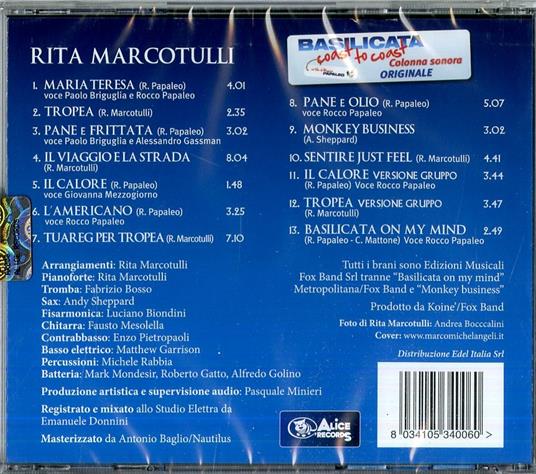 RITA MARCOTULLI
BASILICATA
coast to coast
Colonna sonora
ORIGINALE
1. MARIA TERESA (R. Papaleo) 4.01
voce Paolo Briguglia e Rocco Papaleo
2. TROPEA (R. Marcotulli) 2.35
3. PANE E FRITTATA (R. Papaleo) 3.02
voce Paolo Briguglia e Alessandro Gassman
4. IL VIAGGIO E LA STRADA 8.04
(R. Marcotulli)
5. IL CALORE (R. Papaleo) 1.48
voce Giovanna Mezzogiorno
6. L'AMERICANO (R. Papaleo) 3.25
voce Rocco Papaleo
7. TUAREG PER TROPEA (R. Marcotulli) 7.10
8. PANE E OLIO (R. Papaleo) 5.07
9. MONKEY BUSINESS 3.02
(A. Sheppard)
10. SENTIRE JUST FEEL (R. Marcotulli) 4.41
11. IL CALORE VERSIONE GRUPPO 3.44
(R. Papaleo) Voce Rocco Papaleo
12. TROPEA VERSIONE GRUPPO 3.47
(R. Marcotulli)
13. BASILICATA ON MY MIND 2.49
(R. Papaleo - C. Mattone) Voce Rocco Papaleo
Arrangiamenti: Rita Marcotulli
Pianoforte: Rita Marcotulli
Tromba: Fabrizio Bosso
Sax: Andy Sheppard
Fisarmonica: Luciano Biondini
Chitarra: Fausto Mesolella
Contrabbasso: Enzo Pietropaoli
Basso elettrico: Matthew Garrison
Percussioni: Michele Rabbia
Batteria: Mark Mondesir, Roberto Gatto, Alfredo Golino
Produzione artistica e supervisione audio: Pasquale Minieri
Registrato e mixato allo Studio Elettra da
Emanuele Donnini
Masterizzato da Antonio Baglio/Nautilus
Tutti i brani sono Edizioni Musicali
Fox Band Srl tranne "Basilicata on my mind"
Metropolitana/Fox Band e "Monkey business"
Prodotto da Koine'/Fox Band
Foto di Rita Marcotulli: Andrea Boccalini
Cover: www.marcomichelangeli.it
Distribuzione Edel Italia Srl
ALICE
RECORDS
8 034105 340060